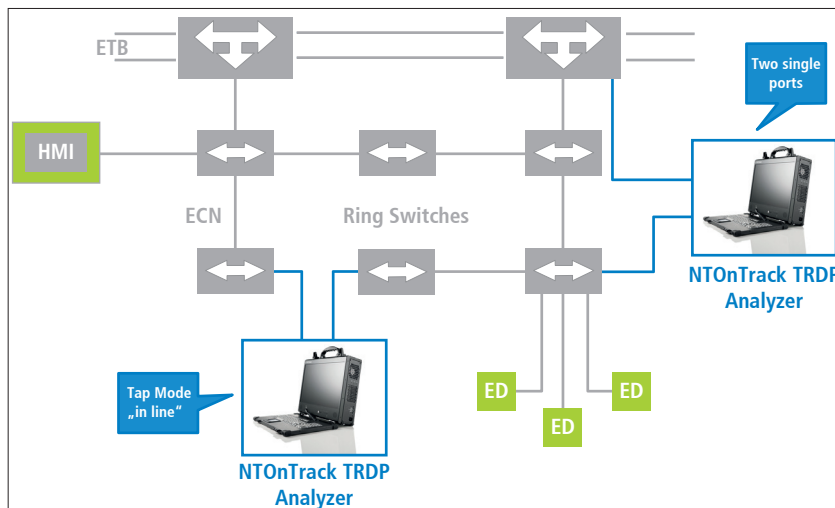 ETB
Two single
ports
HMI
ECN
Ring Switches
NTOnTrack TRDP
Analyzer
Tap Mode
„in line“
ED
ED
ED
NTOnTrack TRDP
Analyzer